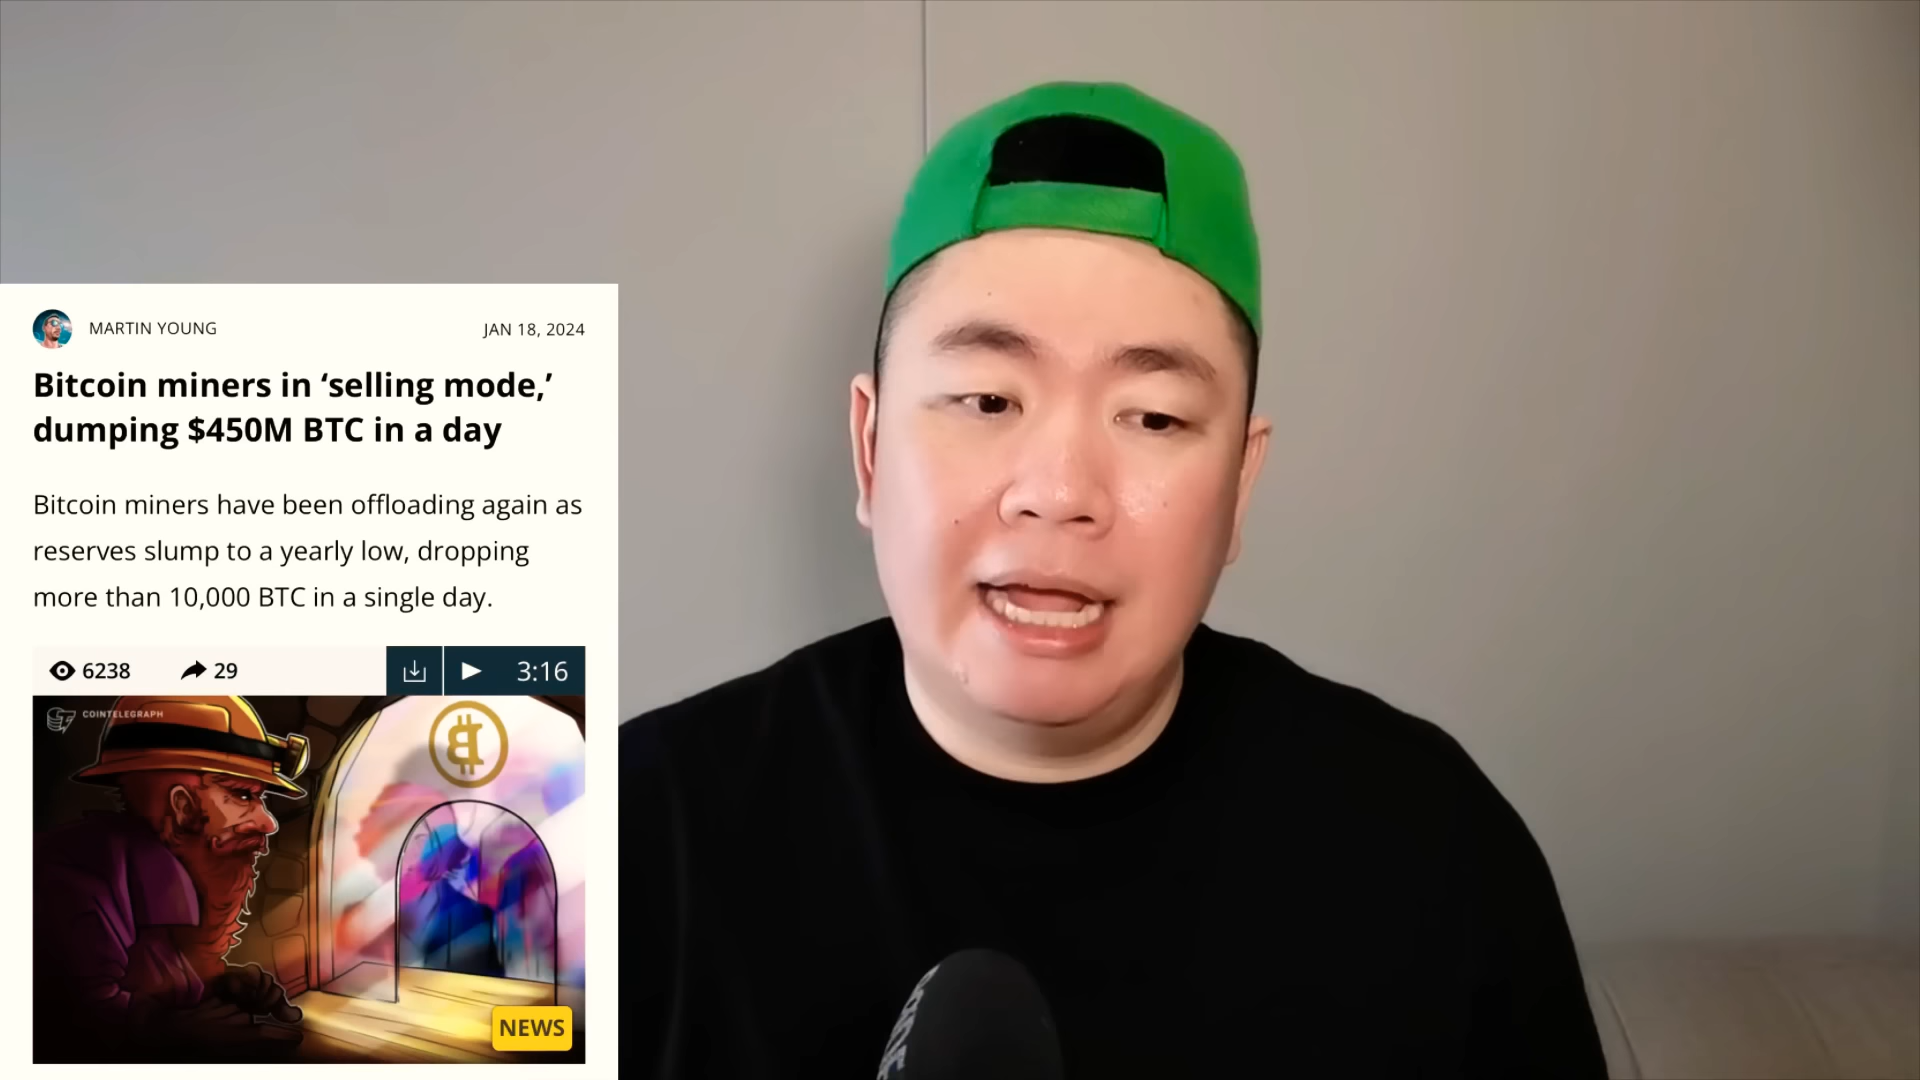 MARTIN YOUNG
JAN 18, 2024
Bitcoin miners in ‘selling mode,’
dumping $450M BTC in a day
Bitcoin miners have been offloading again as
reserves slump to a yearly low, dropping
more than 10,000 BTC in a single day.
6238
29
3:16
COINTELEGRAPH
NEWS